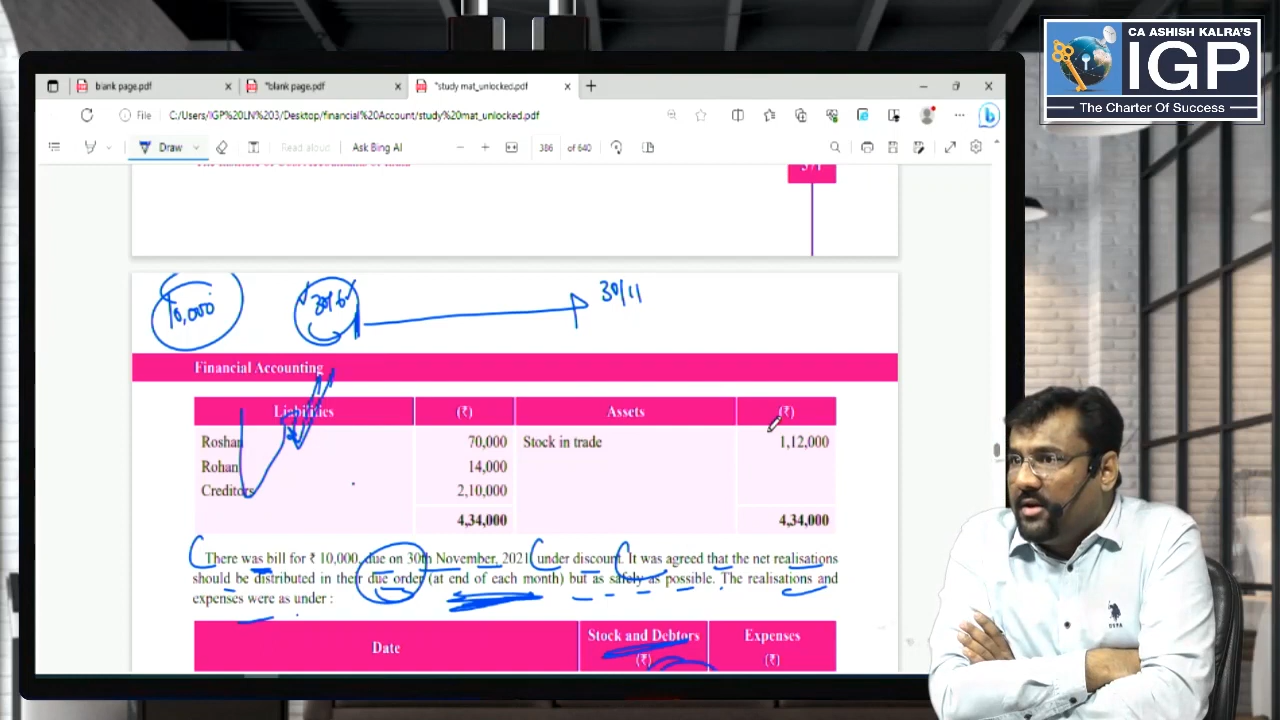 CA ASHISH KALRA'S
IGP
The Charter Of Success
blank page.pdf
*blank page.pdf
*study mat_unlocked.pdf
File
C:/Users/IGP%20LN%203/Desktop/financial%20Account/study%20mat_unlocked.pdf
Draw
Read aloud
Ask Bing AI
386 of 640
371
10,000
30/6
30/11
Financial Accounting
Liabilities (₹) Assets (₹)
Roshan 70,000 Stock in trade 1,12,000
Rohan 14,000
Creditors 2,10,000
4,34,000 4,34,000
There was bill for ₹ 10,000, due on 30th November, 2021 under discount. It was agreed that the net realisations
should be distributed in their due order (at end of each month) but as safely as possible. The realisations and
expenses were as under :
Date Stock and Debtors Expenses
(₹) (₹)